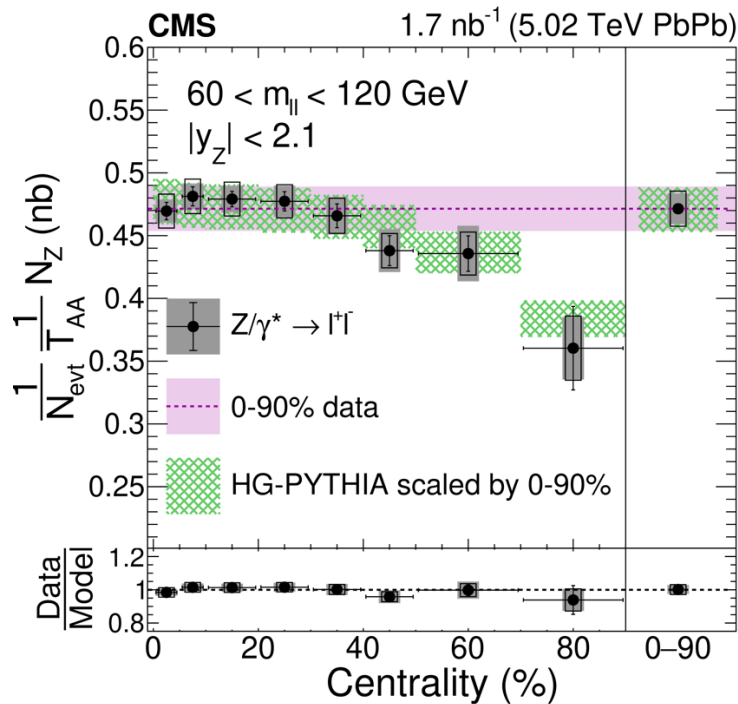 CMS 1.7 nb⁻¹ (5.02 TeV PbPb)
60 < m_ll < 120 GeV
|y_Z| < 2.1
1/N_evt 1/T_AA N_Z (nb)
0.6
0.55
0.5
0.45
0.4
0.35
0.3
0.25
Z/γ* → l⁺l⁻
0-90% data
HG-PYTHIA scaled by 0-90%
Data/Model
1.2
1
0.8
0 20 40 60 80 0−90
Centrality (%)